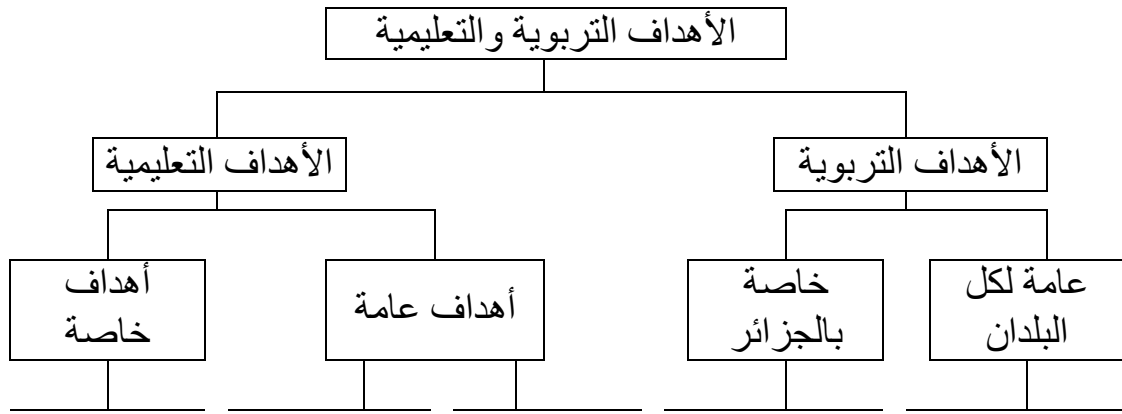 الأهداف التربوية والتعليمية
الأهداف التربوية
الأهداف التعليمية
عامة لكل
البلدان
خاصة
بالجزائر
أهداف عامة
أهداف
خاصة